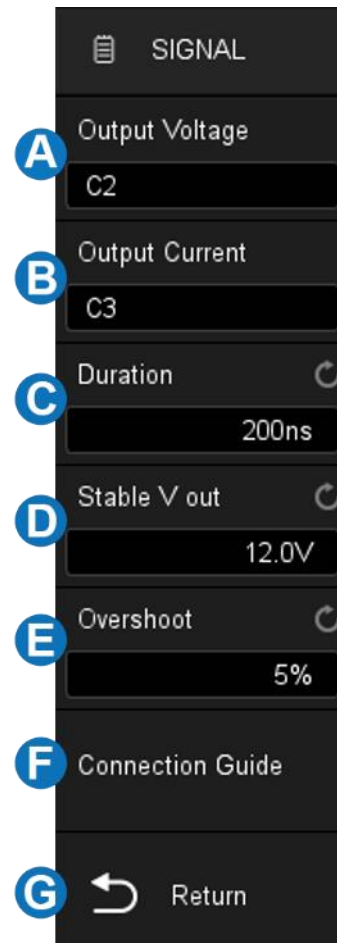 SIGNAL
A
Output Voltage
C2
B
Output Current
C3
C
Duration
200ns
D
Stable V out
12.0V
E
Overshoot
5%
F
Connection Guide
G
Return